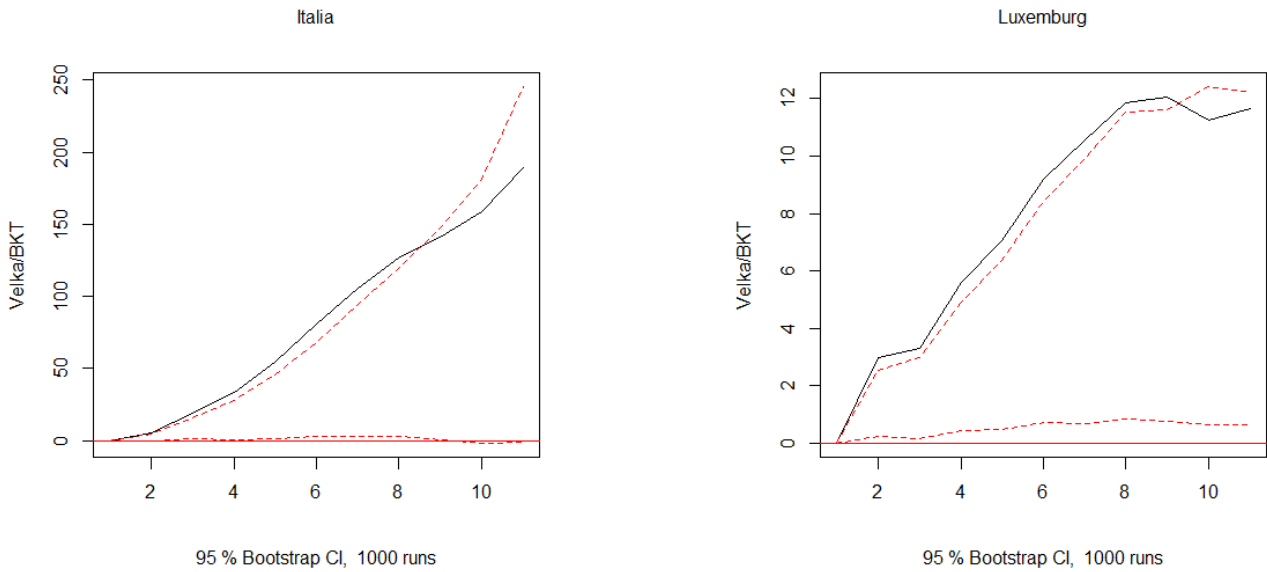 Italia
Velka/BKT
250
200
150
100
50
0
2 4 6 8 10
95 % Bootstrap CI, 1000 runs
Luxemburg
Velka/BKT
12
10
8
6
4
2
0
2 4 6 8 10
95 % Bootstrap CI, 1000 runs